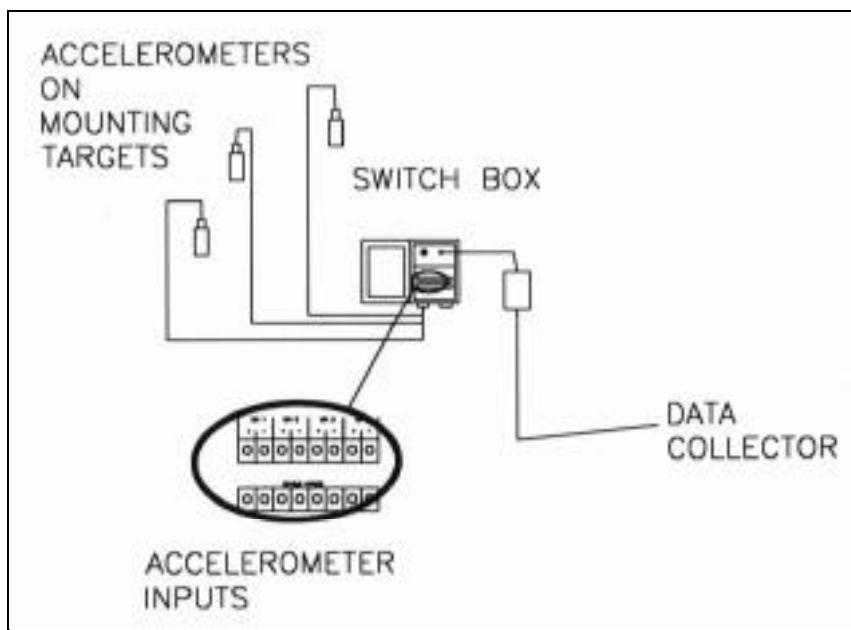 ACCELEROMETERS
ON
MOUNTING
TARGETS
SWITCH BOX
DATA
COLLECTOR
ACCELEROMETER
INPUTS